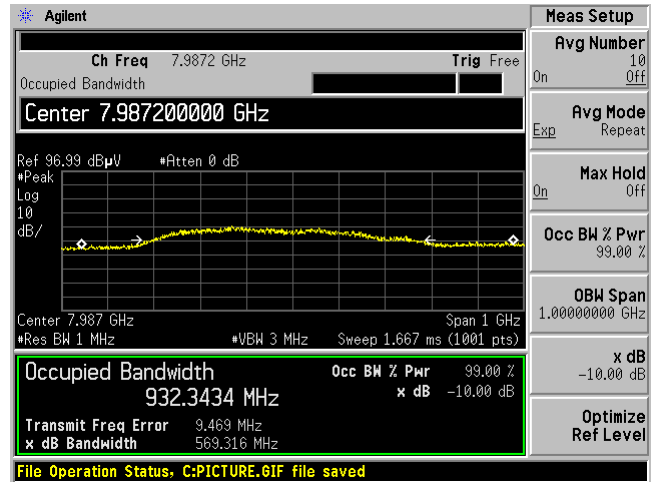 Agilent
Ch Freq 7.9872 GHz Trig Free
Occupied Bandwidth
Center 7.987200000 GHz
Ref 96.99 dBµV #Atten 0 dB
#Peak
Log
10
dB/
Center 7.987 GHz Span 1 GHz
#Res BW 1 MHz #VBW 3 MHz Sweep 1.667 ms (1001 pts)
Occupied Bandwidth Occ BW % Pwr 99.00 %
932.3434 MHz x dB -10.00 dB
Transmit Freq Error 9.469 MHz
x dB Bandwidth 569.316 MHz
File Operation Status, C:PICTURE.GIF file saved
Meas Setup
Avg Number
10
On Off
Avg Mode
Exp Repeat
Max Hold
On Off
Occ BW % Pwr
99.00 %
OBW Span
1.00000000 GHz
x dB
-10.00 dB
Optimize
Ref Level